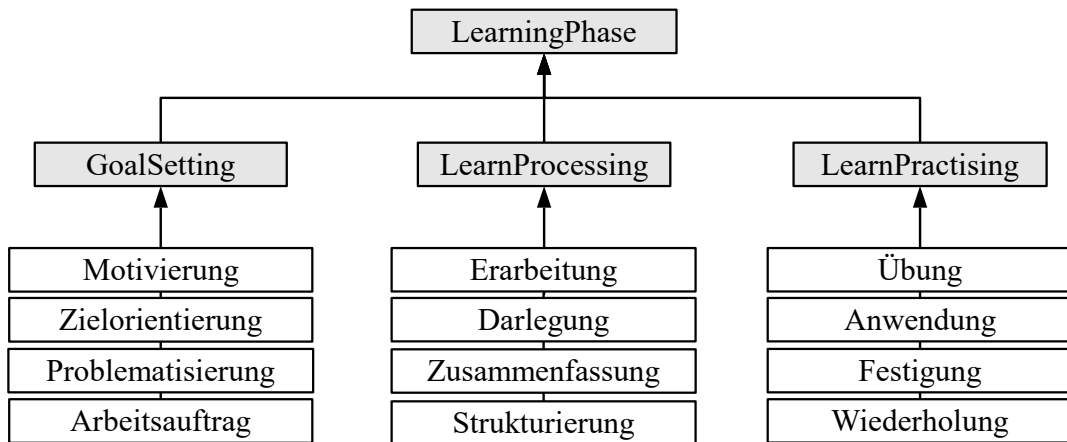 LearningPhase
GoalSetting
LearnProcessing
LearnPractising
Motivierung
Erarbeitung
Übung
Zielorientierung
Darlegung
Anwendung
Problematisierung
Zusammenfassung
Festigung
Arbeitsauftrag
Strukturierung
Wiederholung